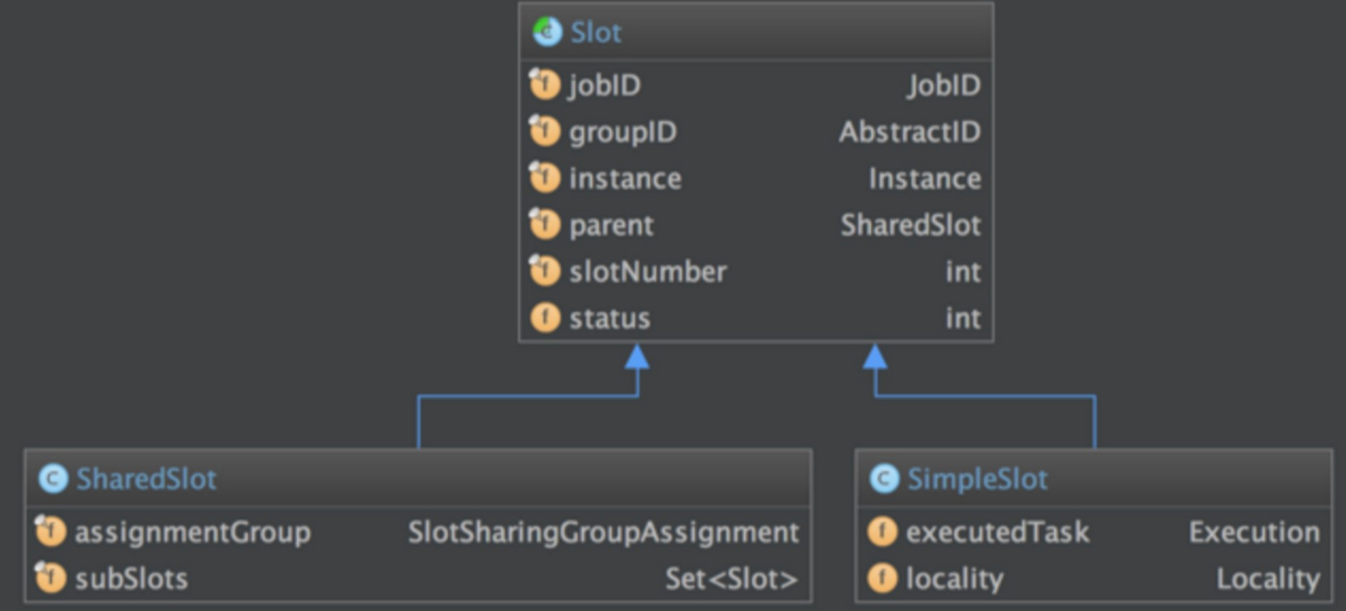 Slot
jobID JobID
groupID AbstractID
instance Instance
parent SharedSlot
slotNumber int
status int
SharedSlot
assignmentGroup SlotSharingGroupAssignment
subSlots Set<Slot>
SimpleSlot
executedTask Execution
locality Locality